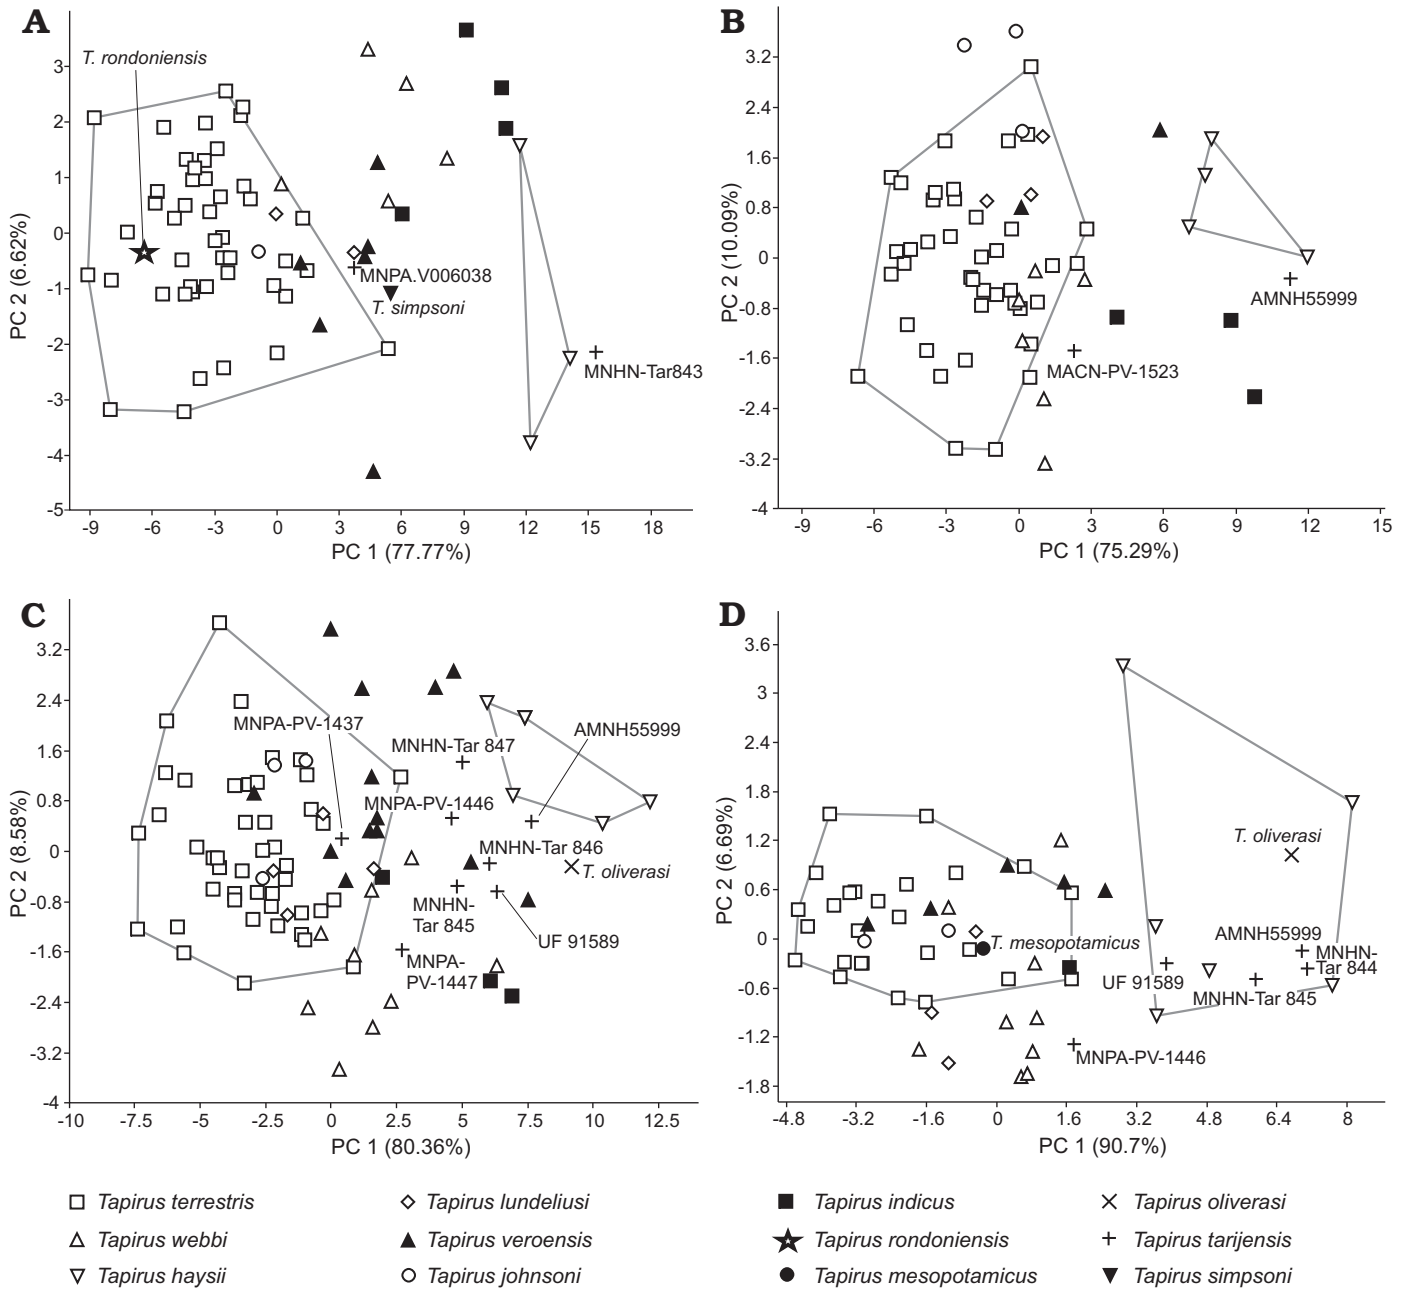 A
T. rondoniensis
3
2
1
0
-1
-2
-3
-4
-5
PC 2 (6.62%)
MNPA.V006038
T. simpsoni
MNHN-Tar843
-9
-6
-3
0
3
6
9
12
15
18
PC 1 (77.77%)
B
3.2
2.4
1.6
0.8
0
-0.8
-1.6
-2.4
-3.2
-4
PC 2 (10.09%)
AMNH55999
MACN-PV-1523
-9
-6
-3
0
3
6
9
12
15
PC 1 (75.29%)
C
3.2
2.4
1.6
0.8
0
-0.8
-1.6
-2.4
-3.2
-4
PC 2 (8.58%)
MNPA-PV-1437
MNHN-Tar 847
AMNH55999
MNPA-PV-1446
MNHN-Tar 846
T. oliverasi
MNHN-
Tar 845
UF 91589
MNPA-
PV-1447
-10
-7.5
-5
-2.5
0
2.5
5
7.5
10
12.5
PC 1 (80.36%)
D
3.6
3
2.4
1.8
1.2
0.6
0
-0.6
-1.2
-1.8
PC 2 (6.69%)
T. oliverasi
T. mesopotamicus
AMNH55999
MNHN-
Tar 844
UF 91589
MNHN-Tar 845
MNPA-PV-1446
-4.8
-3.2
-1.6
0
1.6
3.2
4.8
6.4
8
PC 1 (90.7%)
Tapirus terrestris
Tapirus webbi
Tapirus haysii
Tapirus lundeliusi
Tapirus veroensis
Tapirus johnsoni
Tapirus indicus
Tapirus rondoniensis
Tapirus mesopotamicus
Tapirus oliverasi
Tapirus tarijensis
Tapirus simpsoni